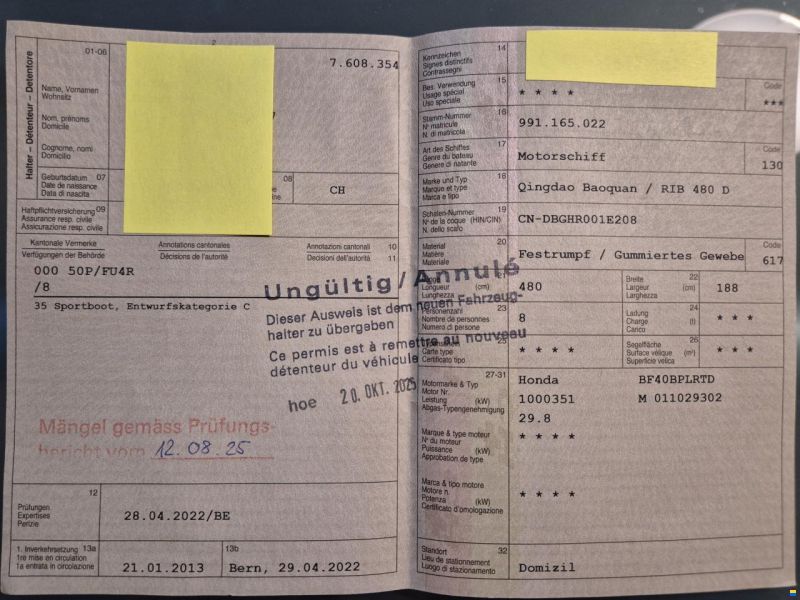 Halter – Détenteur – Detentore
01-06
2
7.608.354
Name, Vornamen
Wohnsitz
Nom, prénoms
Domicile
Cognome, nomi
Domicilio
Geburtsdatum 07
Date de naissance
Data di nascita
08
CH
Haftpflichtversicherung 09
Assurance resp. civile
Assicurazione resp. civile
Kantonale Vermerke
Annotations cantonales
Annotazioni cantonali 10
Verfügungen der Behörde
Décisions de l'autorité
Decisioni dell'autorità 11
000 50P/FU4R
/8
35 Sportboot, Entwurfskategorie C
Ungültig / Annulé
Dieser Ausweis ist dem neuen Fahrzeug-
halter zu übergeben
Ce permis est à remettre au nouveau
détenteur du véhicule
hoe 20. OKT. 2025
Mängel gemäss Prüfungs-
bericht vom 12.08.25
12
Prüfungen
Expertises
Perizie
28.04.2022/BE
1. Inverkehrsetzung 13a
1re mise en circulation
1a entrata in circolazione
21.01.2013
13b
Bern, 29.04.2022
Kennzeichen 14
Signes distinctifs
Contrassegni
Bes. Verwendung 15
Usage spécial
Uso speciale
* * * *
Code
***
Stamm-Nummer 16
N° matricule
N. di matricola
991.165.022
Art des Schiffes 17
Genre du bateau
Genere di natante
Motorschiff
Code
130
Marke und Typ 18
Marque et type
Marca e tipo
Qingdao Baoquan / RIB 480 D
Schalen-Nummer 19
N° de la coque (HIN/CIN)
N. dello scafo
CN-DBGHR001E208
Material 20
Matière
Materiale
Festrumpf / Gummiertes Gewebe
Code
617
Longueur (cm)
Lunghezza
480
Breite 22
Largeur (cm)
Larghezza
188
Personenzahl 23
Nombre de personnes
Numero di persone
8
Ladung 24
Charge (t)
Carico
* * *
Carte type
Certificato tipo
* * * *
Segelfläche 26
Surface vélique (m²)
Superficie velica
* * *
27-31
Motormarke & Typ
Motor Nr.
Leistung (kW)
Abgas-Typengenehmigung
Honda BF40BPLRTD
1000351 M 011029302
29.8
Marque & type moteur
N° du moteur
Puissance (kW)
Approbation de type
* * * *
Marca & tipo motore
Motore n.
Potenza (kW)
Certificato d'omologazione
* * * *
Standort 32
Lieu de stationnement
Luogo di stazionamento
Domizil